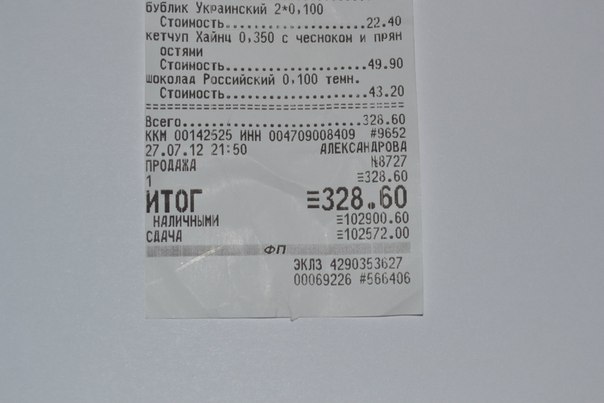 бублик Украинский 2*0,100
Стоимость..................22.40
кетчуп Хайнц 0,350 с чесноком и прян
остями
Стоимость..................49.90
шоколад Российский 0,100 темн.
Стоимость..................43.20
====================================
Всего......................328.60
ККМ 00142525 ИНН 004709008409 #9652
27.07.12 21:50 АЛЕКСАНДРОВА
ПРОДАЖА №8727
1 ≡328.60
ИТОГ ≡328.60
НАЛИЧНЫМИ ≡102900.60
СДАЧА ≡102572.00
ФП
ЭКЛЗ 4290353627
00069226 #566406